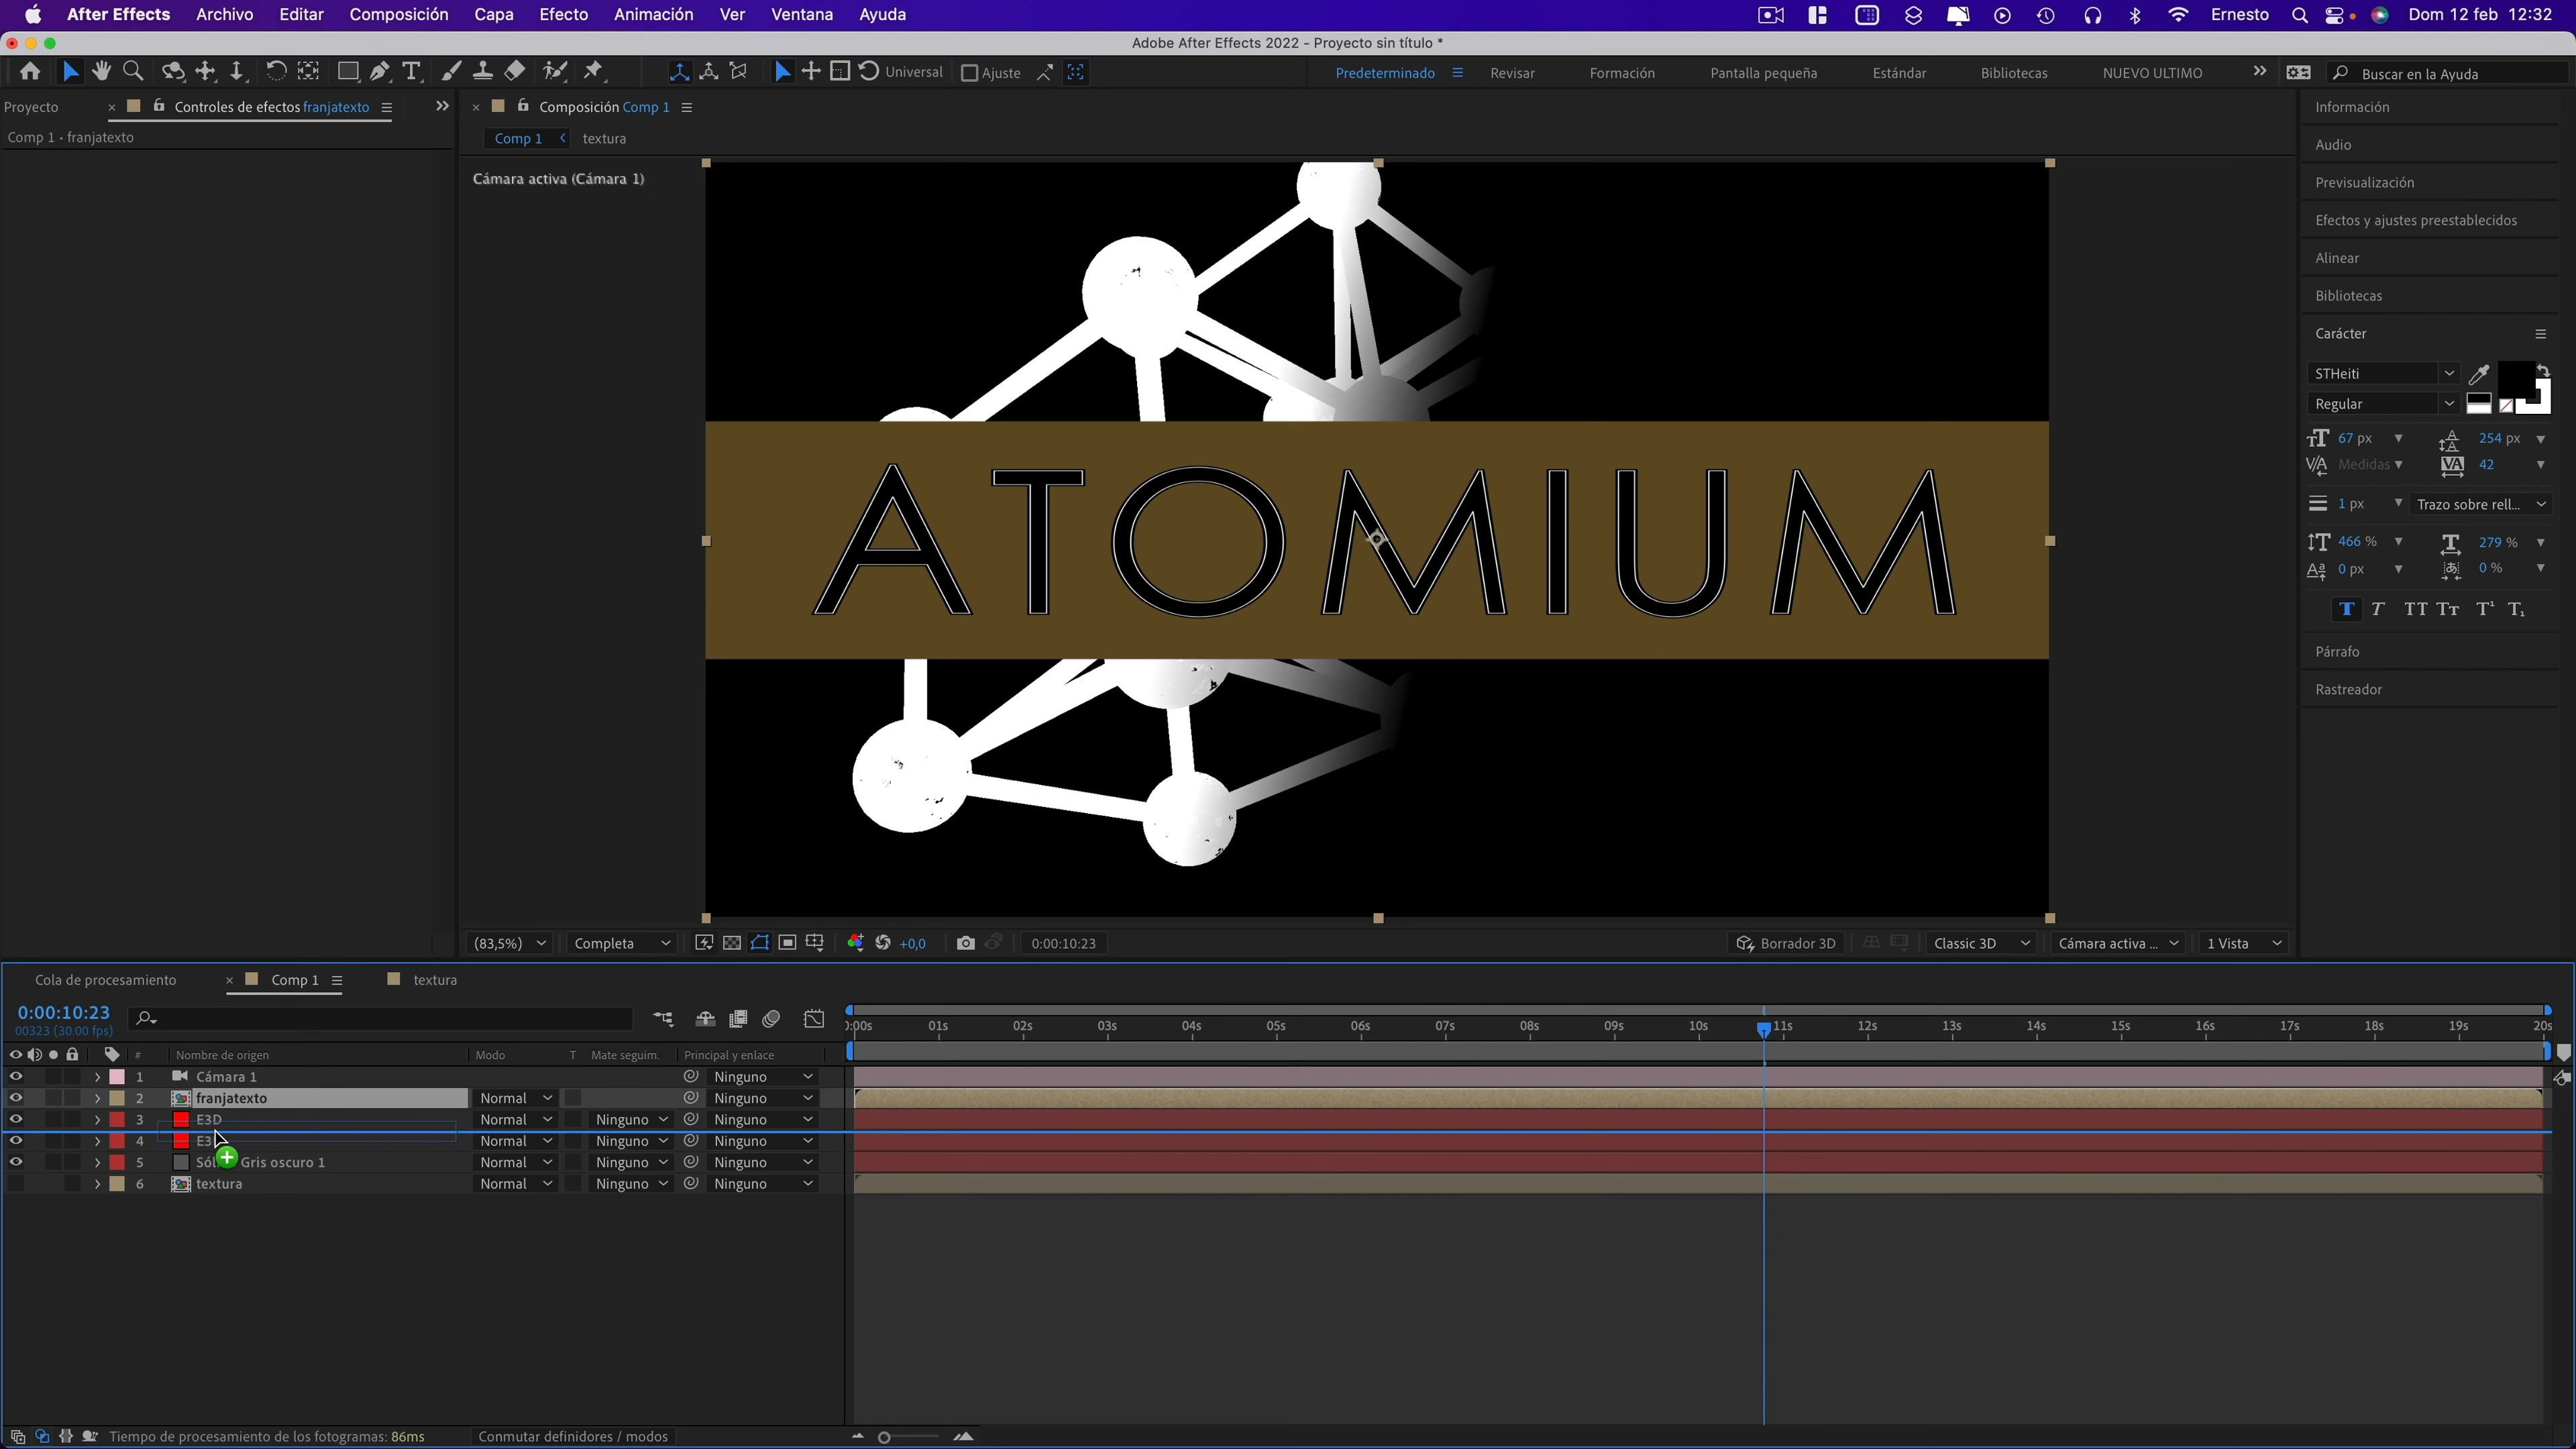 After Effects Archivo Editar Composición Capa Efecto Animación Ver Ventana Ayuda Ernesto Dom 12 feb 12:32
Adobe After Effects 2022 - Proyecto sin título *
Universal Ajuste Predeterminado Revisar Formación Pantalla pequeña Estándar Bibliotecas NUEVO ULTIMO Buscar en la Ayuda
Proyecto Controles de efectos franjatexto Composición Comp 1
Comp 1 • franjatexto
Comp 1 textura
Cámara activa (Cámara 1)
ATOMIUM
Información
Audio
Previsualización
Efectos y ajustes preestablecidos
Alinear
Bibliotecas
Carácter
STHeiti
Regular
67 px 254 px
Medidas 42
1 px Trazo sobre rell...
466 % 279 %
0 px 0 %
Párrafo
Rastreador
(83,5%) Completa +0,0 0:00:10:23 Borrador 3D Classic 3D Cámara activa ... 1 Vista
Cola de procesamiento Comp 1 textura
0:00:10:23
00323 (30.00 fps)
0:00s 01s 02s 03s 04s 05s 06s 07s 08s 09s 10s 11s 12s 13s 14s 15s 16s 17s 18s 19s 20s
# Nombre de origen Modo T Mate seguim. Principal y enlace
1 Cámara 1 Ninguno
2 franjatexto Normal Ninguno
3 E3D Normal Ninguno Ninguno
4 Normal Ninguno Ninguno
5 Gris oscuro 1 Normal Ninguno Ninguno
6 textura Normal Ninguno Ninguno
Tiempo de procesamiento de los fotogramas: 86ms Conmutar definidores / modos